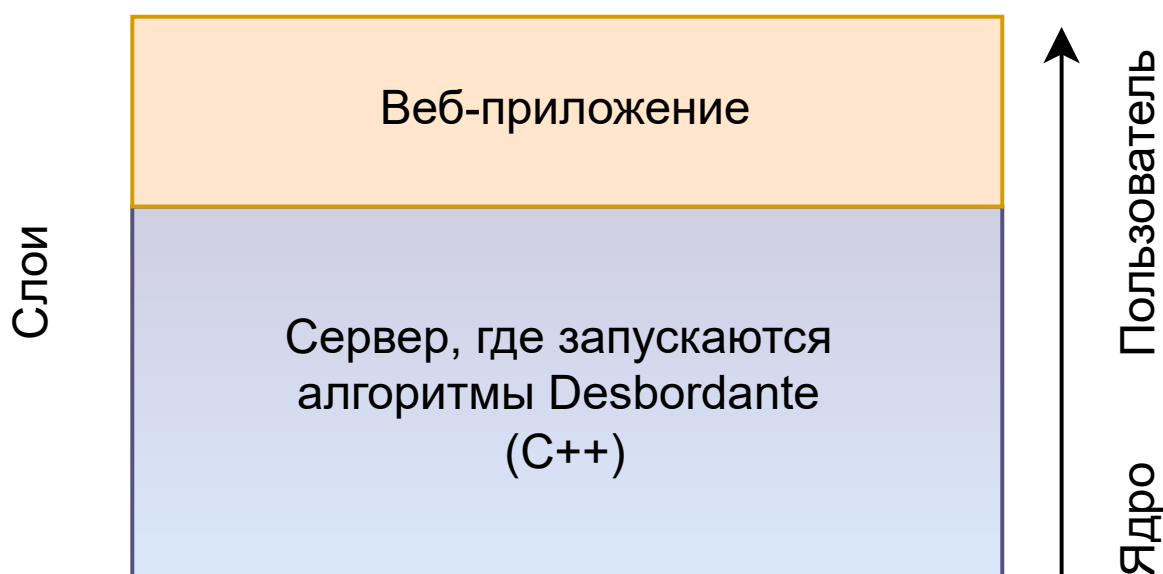 Слои
Веб-приложение
Сервер, где запускаются
алгоритмы Desbordante
(C++)
Пользователь
Ядро